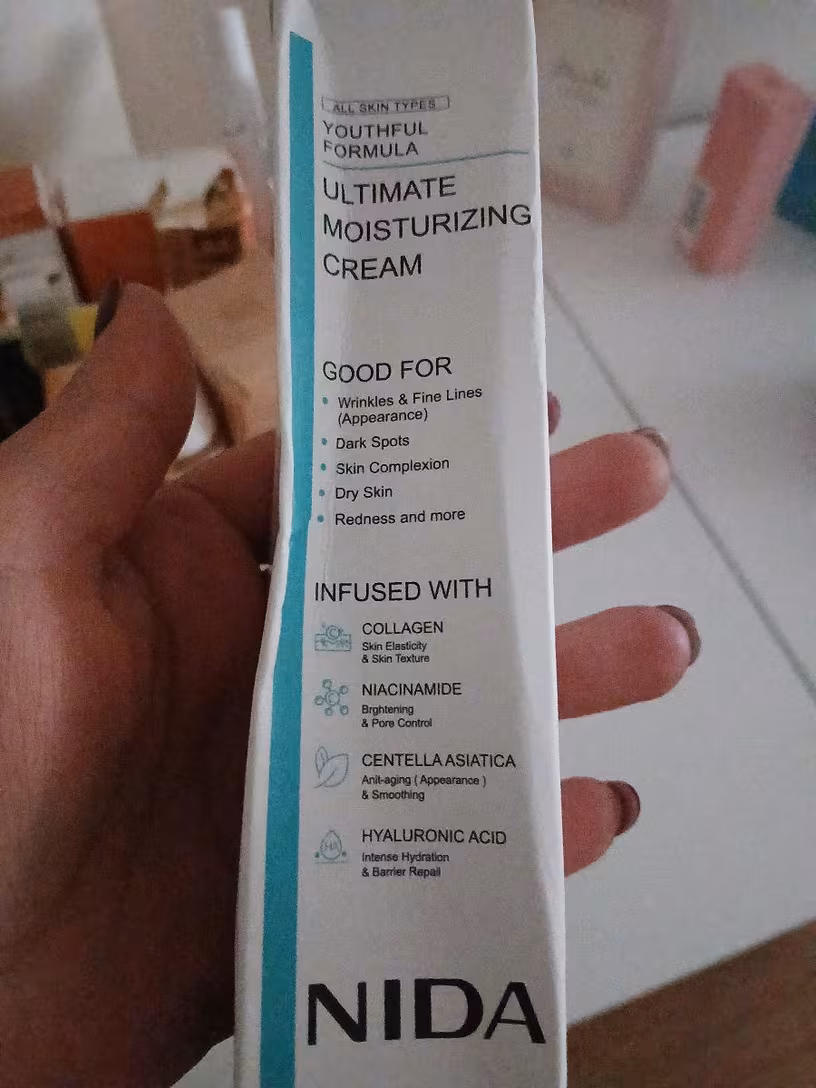 ALL SKIN TYPES
YOUTHFUL
FORMULA
ULTIMATE
MOISTURIZING
CREAM
GOOD FOR
• Wrinkles & Fine Lines
(Appearance)
• Dark Spots
• Skin Complexion
• Dry Skin
• Redness and more
INFUSED WITH
COLLAGEN
Skin Elasticity
& Skin Texture
NIACINAMIDE
Brghtening
& Pore Control
CENTELLA ASIATICA
Anit-aging ( Appearance )
& Smoothing
HA
HYALURONIC ACID
Intense Hydration
& Barrier Repail
NIDA